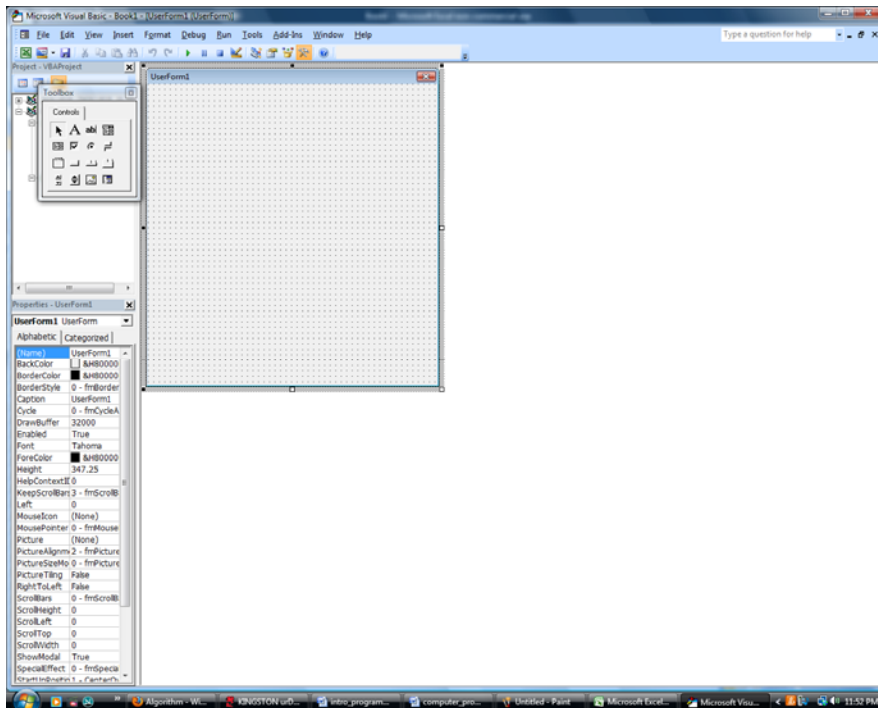 Microsoft Visual Basic - Book1 - [UserForm1 (UserForm)]
File Edit View Insert Format Debug Run Tools Add-Ins Window Help
Type a question for help
Project - VBAProject
UserForm1
Toolbox
Controls
Properties - UserForm1
UserForm1 UserForm
Alphabetic Categorized
(Name) UserForm1
BackColor &H80000
BorderColor &H80000
BorderStyle 0 - fmBorder
Caption UserForm1
Cycle 0 - fmCycleA
DrawBuffer 32000
Enabled True
Font Tahoma
ForeColor &H80000
Height 347.25
HelpContextI 0
KeepScrollBars 3 - fmScrollB
Left 0
MouseIcon (None)
MousePointer 0 - fmMouse
Picture (None)
PictureAlignm 2 - fmPicture
PictureSizeMo 0 - fmPicture
PictureTiling False
RightToLeft False
ScrollBars 0 - fmScrollB
ScrollHeight 0
ScrollLeft 0
ScrollTop 0
ScrollWidth 0
ShowModal True
SpecialEffect 0 - fmSpecia
StartUpPositi 1 - CenterO
Algorithm - Wi... KINGSTON urD... intro_program... computer_pro... Untitled - Paint Microsoft Excel... Microsoft Visu... 11:52 PM